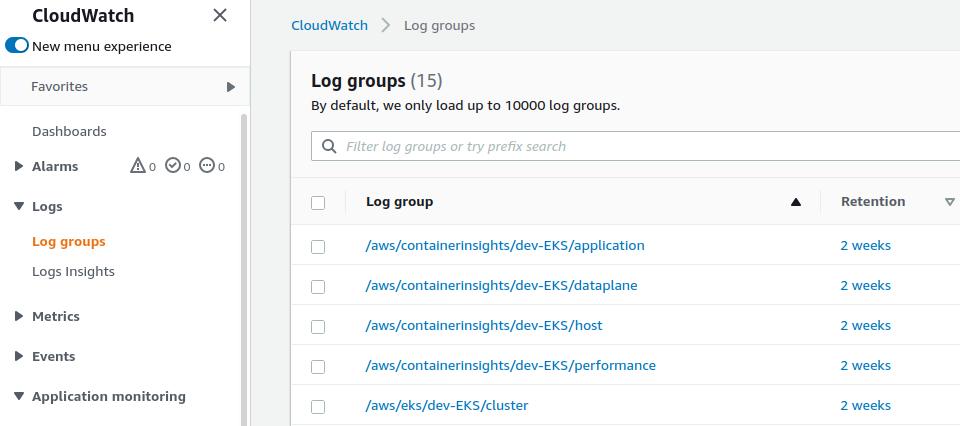 CloudWatch
New menu experience
Favorites
Dashboards
Alarms 0 0 0
Logs
Log groups
Logs Insights
Metrics
Events
Application monitoring
CloudWatch Log groups
Log groups (15)
By default, we only load up to 10000 log groups.
Filter log groups or try prefix search
Log group Retention
/aws/containerinsights/dev-EKS/application 2 weeks
/aws/containerinsights/dev-EKS/dataplane 2 weeks
/aws/containerinsights/dev-EKS/host 2 weeks
/aws/containerinsights/dev-EKS/performance 2 weeks
/aws/eks/dev-EKS/cluster 2 weeks